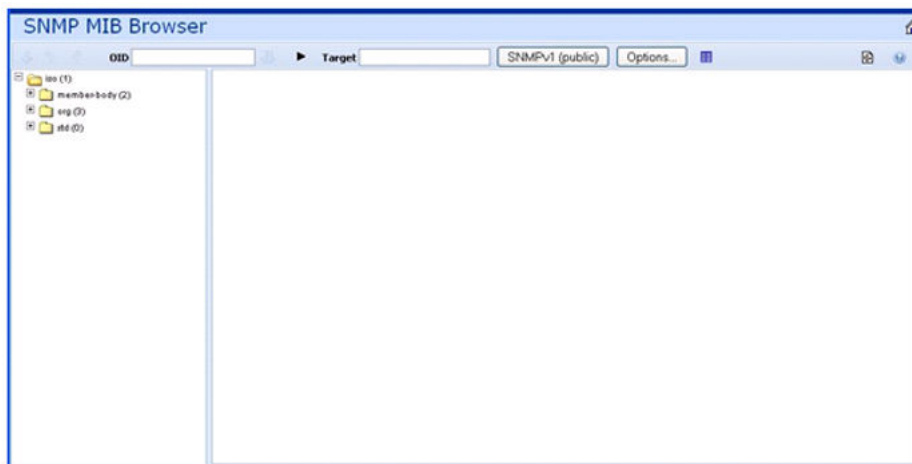 SNMP MIB Browser
OID Target SNMPv1 (public) Options...
iso (1)
member-body (2)
org (3)
std (0)